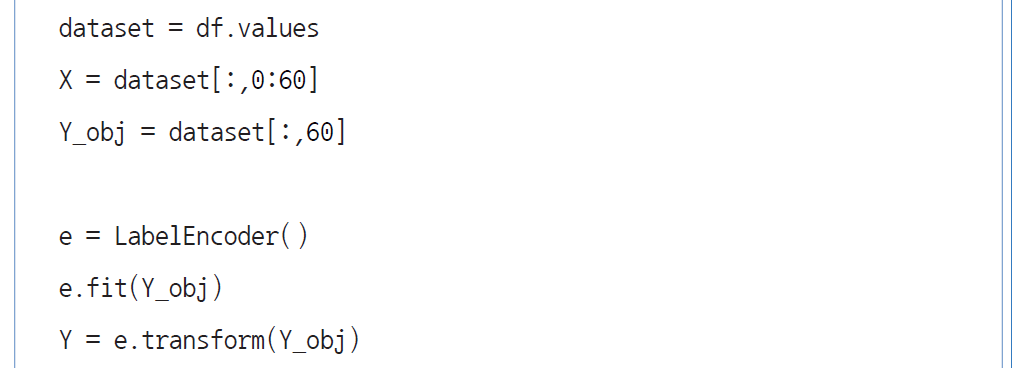 dataset = df.values
X = dataset[:,0:60]
Y_obj = dataset[:,60]
e = LabelEncoder()
e.fit(Y_obj)
Y = e.transform(Y_obj)